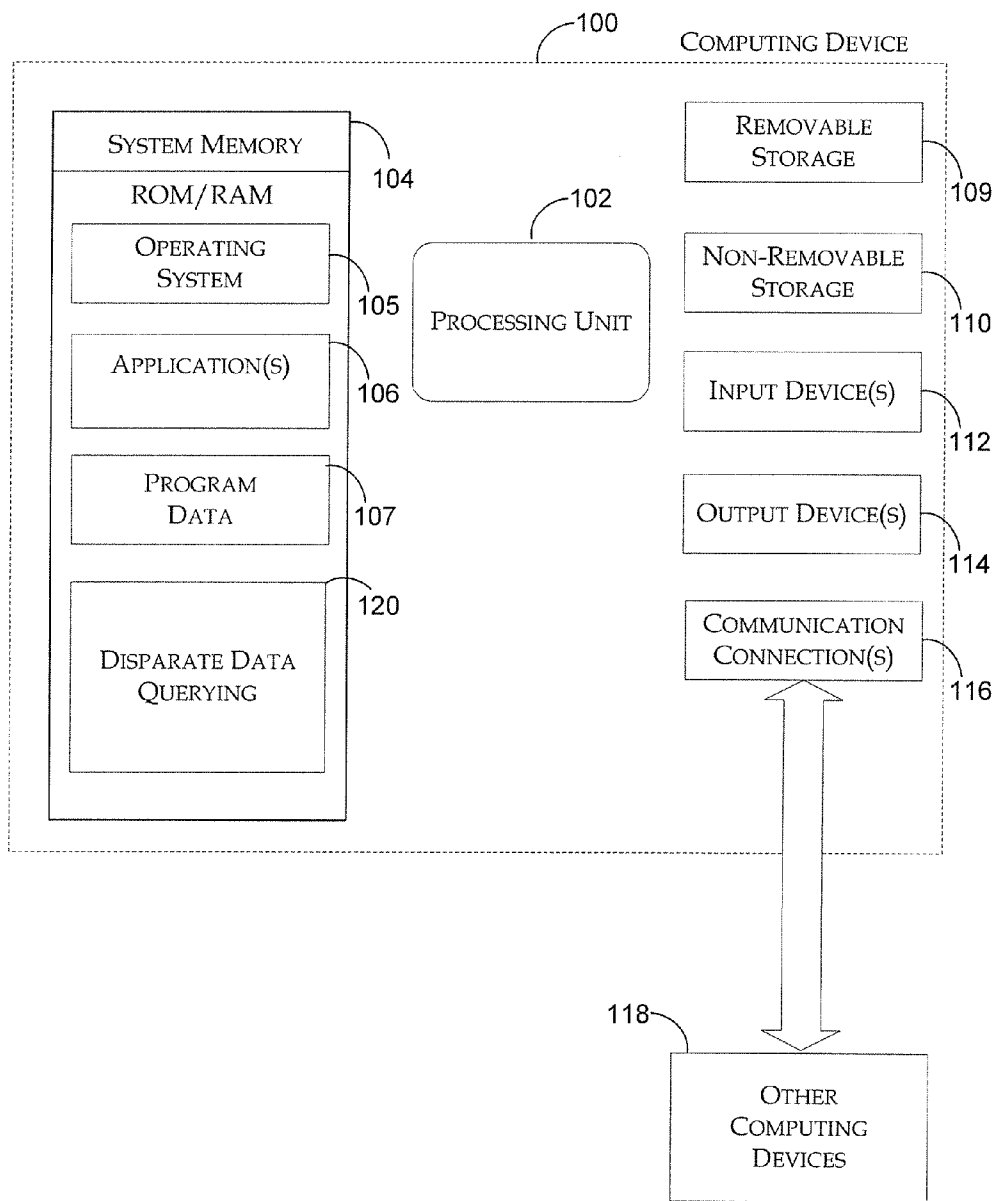 100
COMPUTING DEVICE
SYSTEM MEMORY
104
ROM/RAM
OPERATING
SYSTEM
105
APPLICATION(S)
106
PROGRAM
DATA
107
120
DISPARATE DATA
QUERYING
102
PROCESSING UNIT
REMOVABLE
STORAGE
109
NON-REMOVABLE
STORAGE
110
INPUT DEVICE(S)
112
OUTPUT DEVICE(S)
114
COMMUNICATION
CONNECTION(S)
116
118
OTHER
COMPUTING
DEVICES